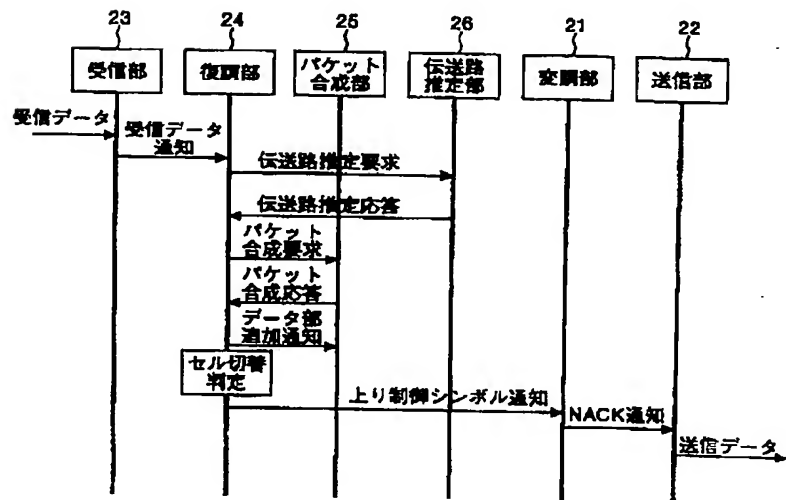 23
24
25
26
21
22
受信部
復調部
パケット
合成部
伝送路
推定部
変調部
送信部
受信データ
受信データ
通知
伝送路推定要求
伝送路推定応答
パケット
合成要求
パケット
合成応答
データ部
追加通知
セル切替
判定
上り制御シンボル通知
NACK通知
送信データ